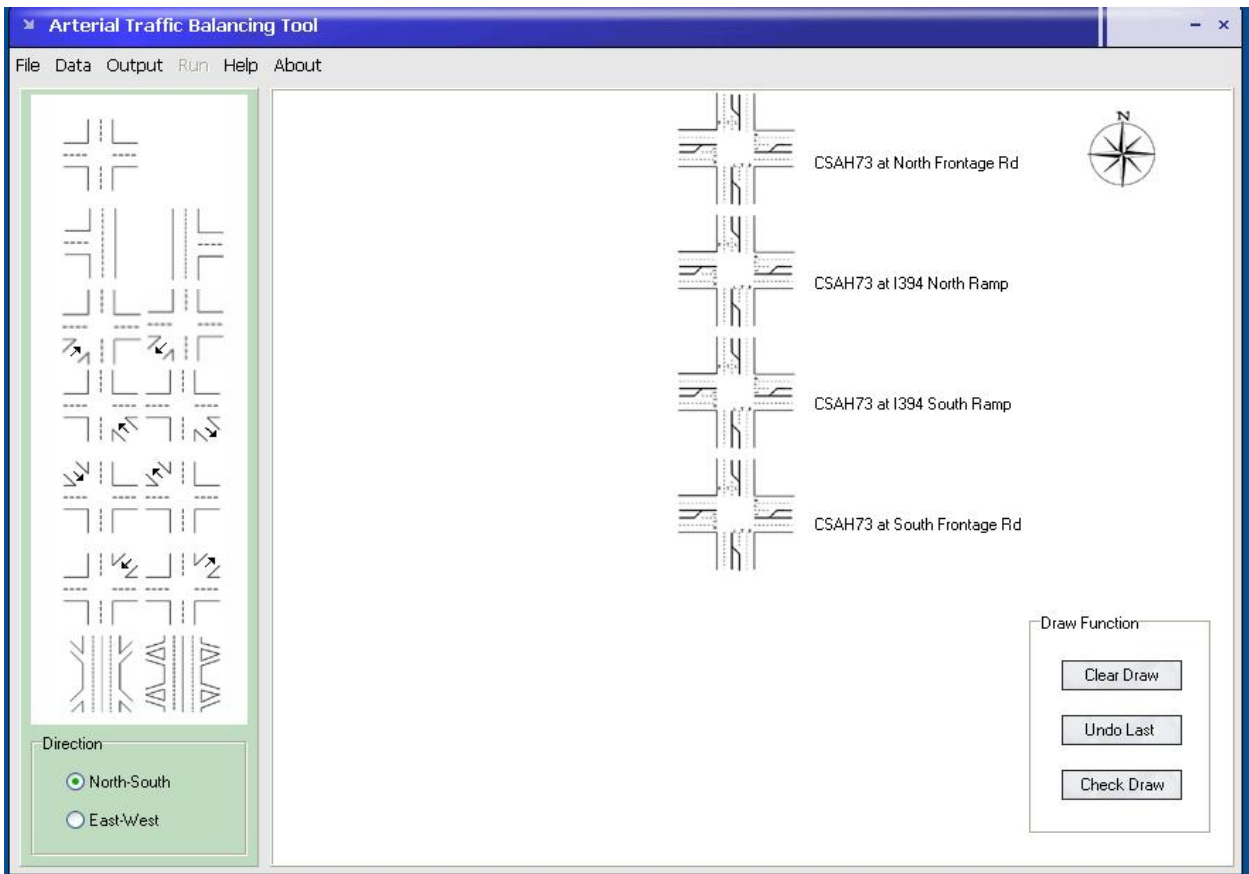 Arterial Traffic Balancing Tool
File Data Output Run Help About
N
CSAH73 at North Frontage Rd
CSAH73 at I394 North Ramp
CSAH73 at I394 South Ramp
CSAH73 at South Frontage Rd
Draw Function
Clear Draw
Undo Last
Check Draw
Direction
North-South
East-West